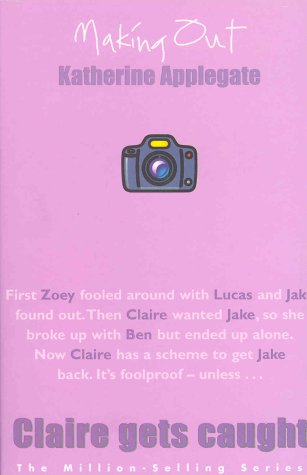 Making Out
Katherine Applegate
First Zoey fooled around with Lucas and Jak
found out. Then Claire wanted Jake, so she
broke up with Ben but ended up alone.
Now Claire has a scheme to get Jake
back. It's foolproof – unless . . .
Claire gets caught
The Million-Selling Series